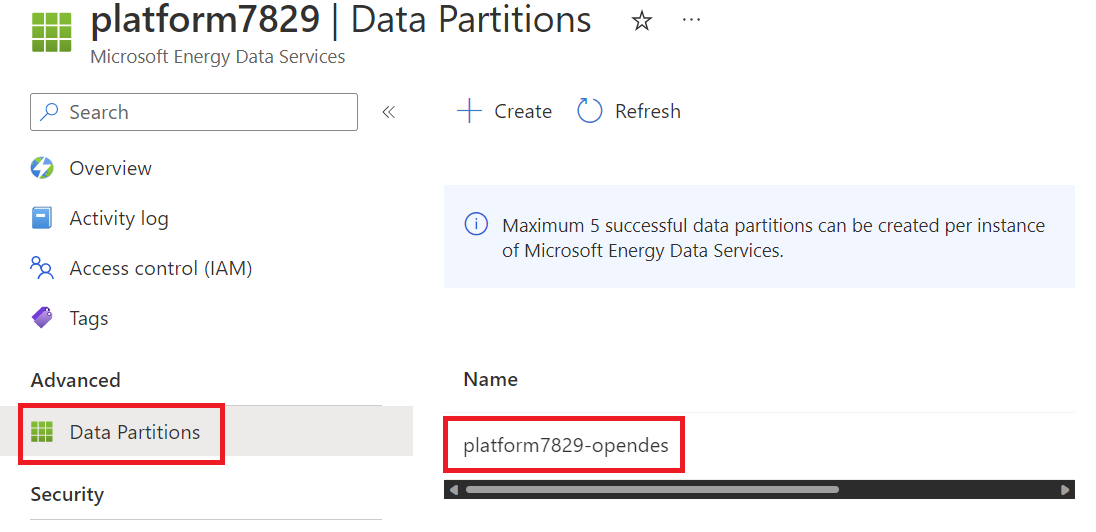 platform7829 | Data Partitions
Microsoft Energy Data Services
Search
Overview
Activity log
Access control (IAM)
Tags
Advanced
Data Partitions
Security
Create
Refresh
Maximum 5 successful data partitions can be created per instance
of Microsoft Energy Data Services.
Name
platform7829-opendes